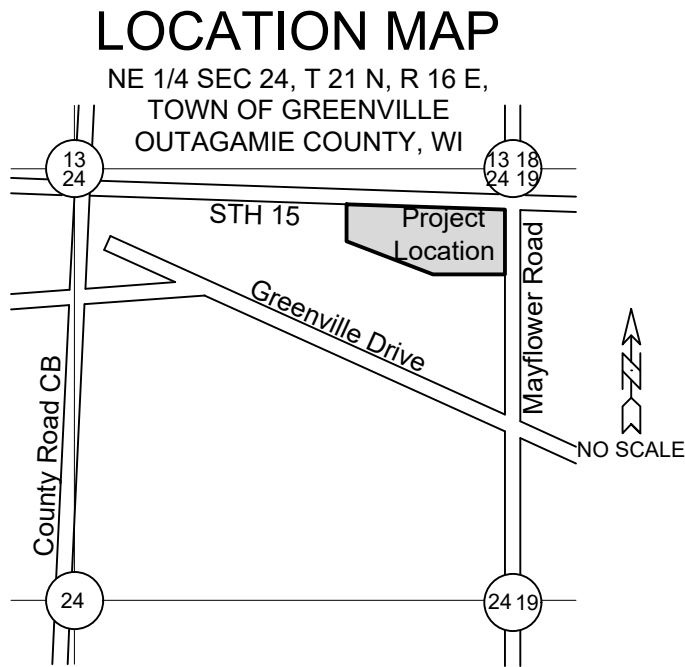 LOCATION MAP
NE 1/4 SEC 24, T 21 N, R 16 E,
TOWN OF GREENVILLE
OUTAGAMIE COUNTY, WI
13
24
13 18
24 19
STH 15
Project
Location
Mayflower Road
Greenville Drive
County Road CB
N
NO SCALE
24
24 19